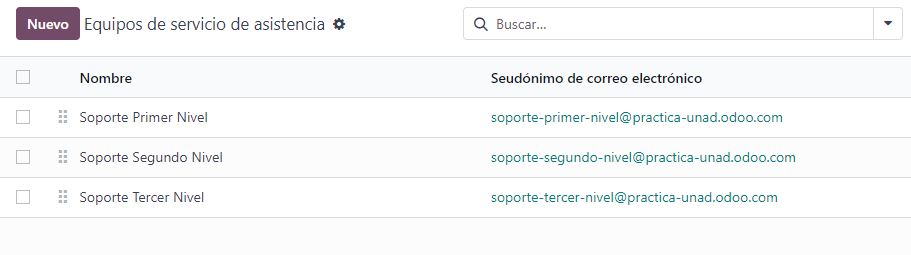 Nuevo Equipos de servicio de asistencia Buscar...
Nombre Seudónimo de correo electrónico
Soporte Primer Nivel soporte-primer-nivel@practica-unad.odoo.com
Soporte Segundo Nivel soporte-segundo-nivel@practica-unad.odoo.com
Soporte Tercer Nivel soporte-tercer-nivel@practica-unad.odoo.com